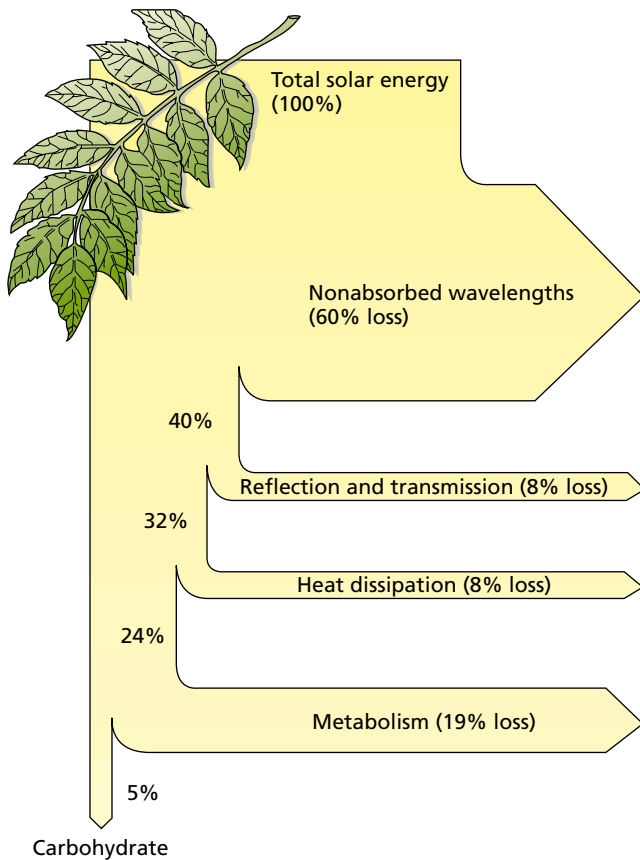 Total solar energy
(100%)
Nonabsorbed wavelengths
(60% loss)
40%
Reflection and transmission (8% loss)
32%
Heat dissipation (8% loss)
24%
Metabolism (19% loss)
5%
Carbohydrate